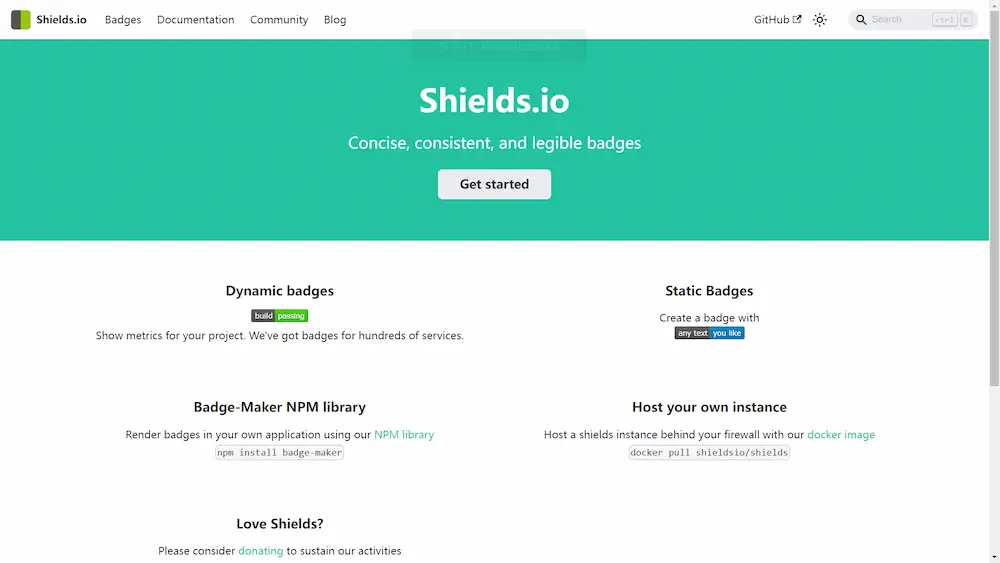 Shields.io Badges Documentation Community Blog GitHub Search ctrl K
Shields.io
Concise, consistent, and legible badges
Get started
Dynamic badges
build passing
Show metrics for your project. We've got badges for hundreds of services.
Static Badges
Create a badge with
any text you like
Badge-Maker NPM library
Render badges in your own application using our NPM library
npm install badge-maker
Host your own instance
Host a shields instance behind your firewall with our docker image
docker pull shieldsio/shields
Love Shields?
Please consider donating to sustain our activities